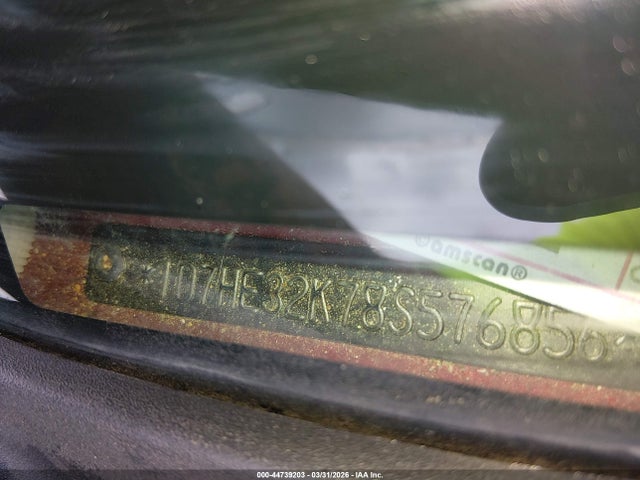 ©amscan®
*1D7HE32K78S576856*
000-44739203 - 03/31/2026 - IAA Inc.